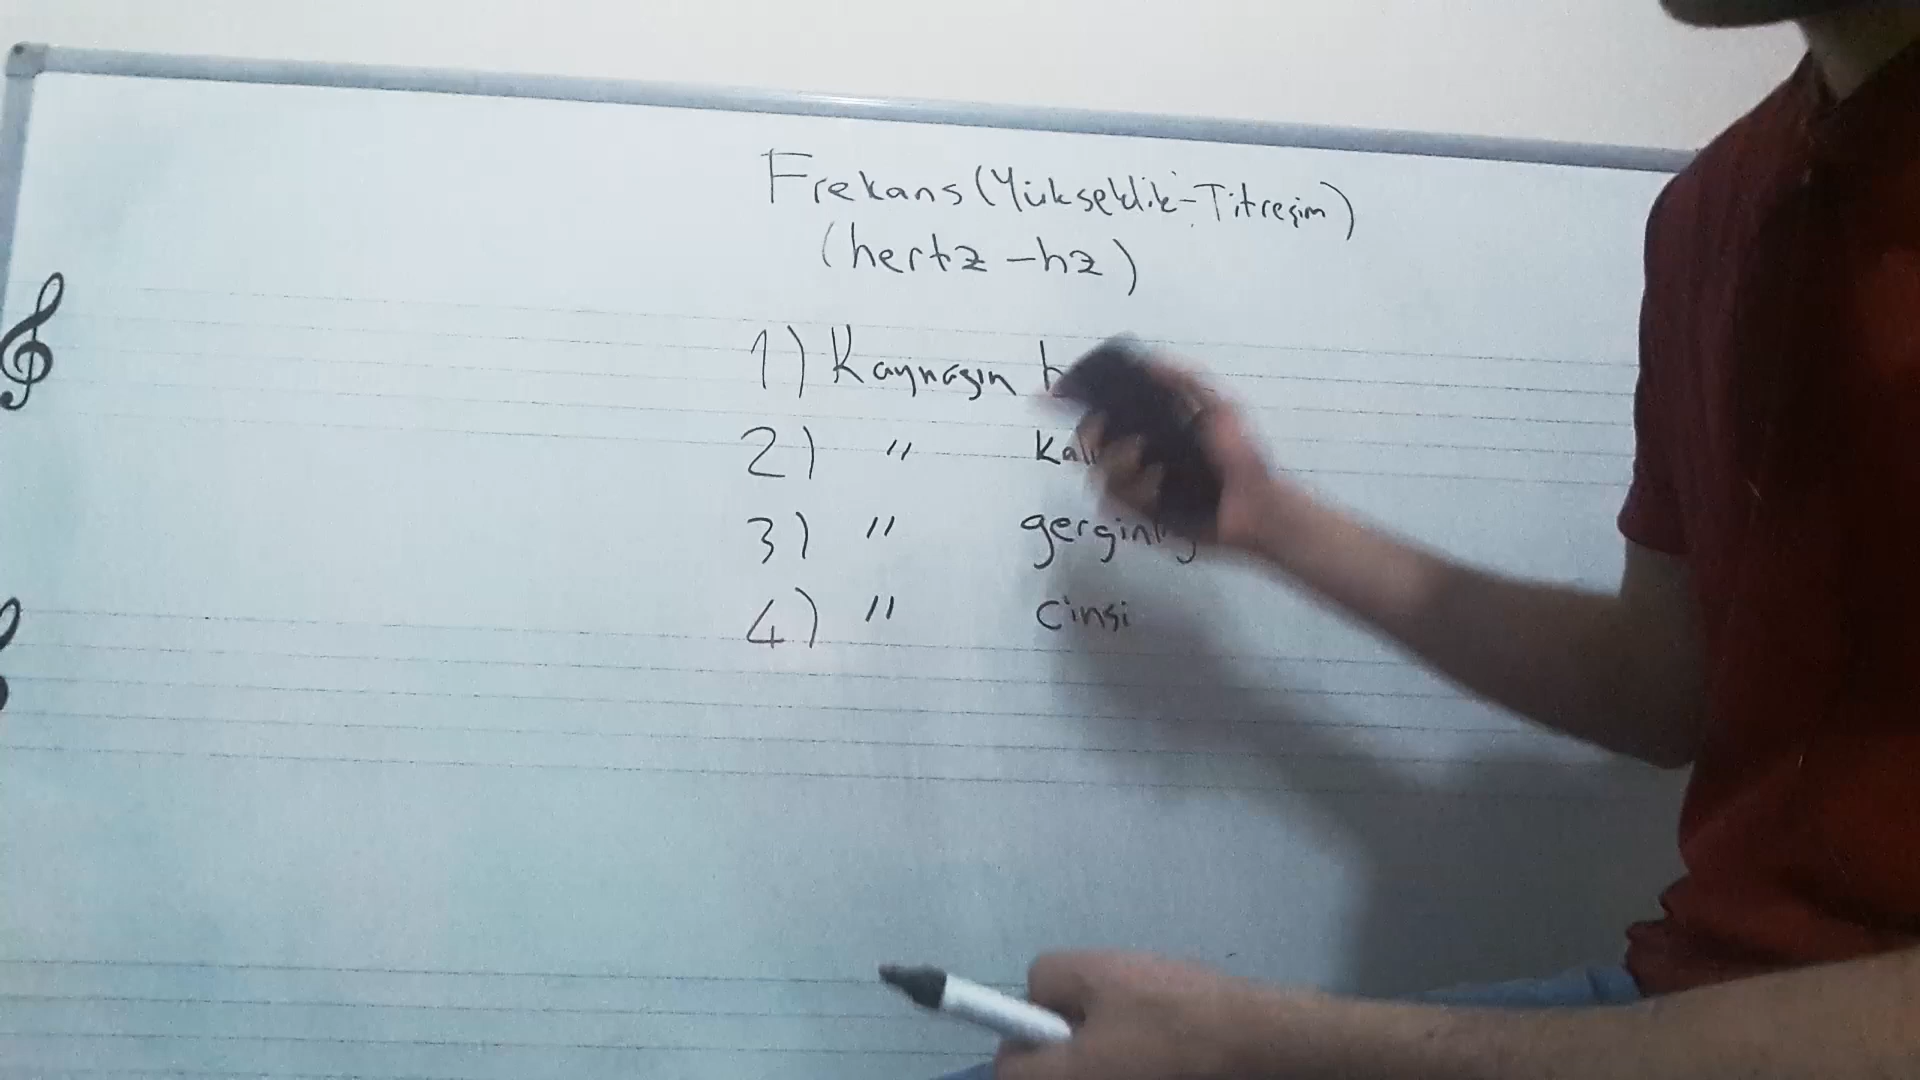 Frekans (Yükseklik-Titreşim)
(hertz - hz)
1) Kaynağın
2) "
3) "
4) " Cinsi